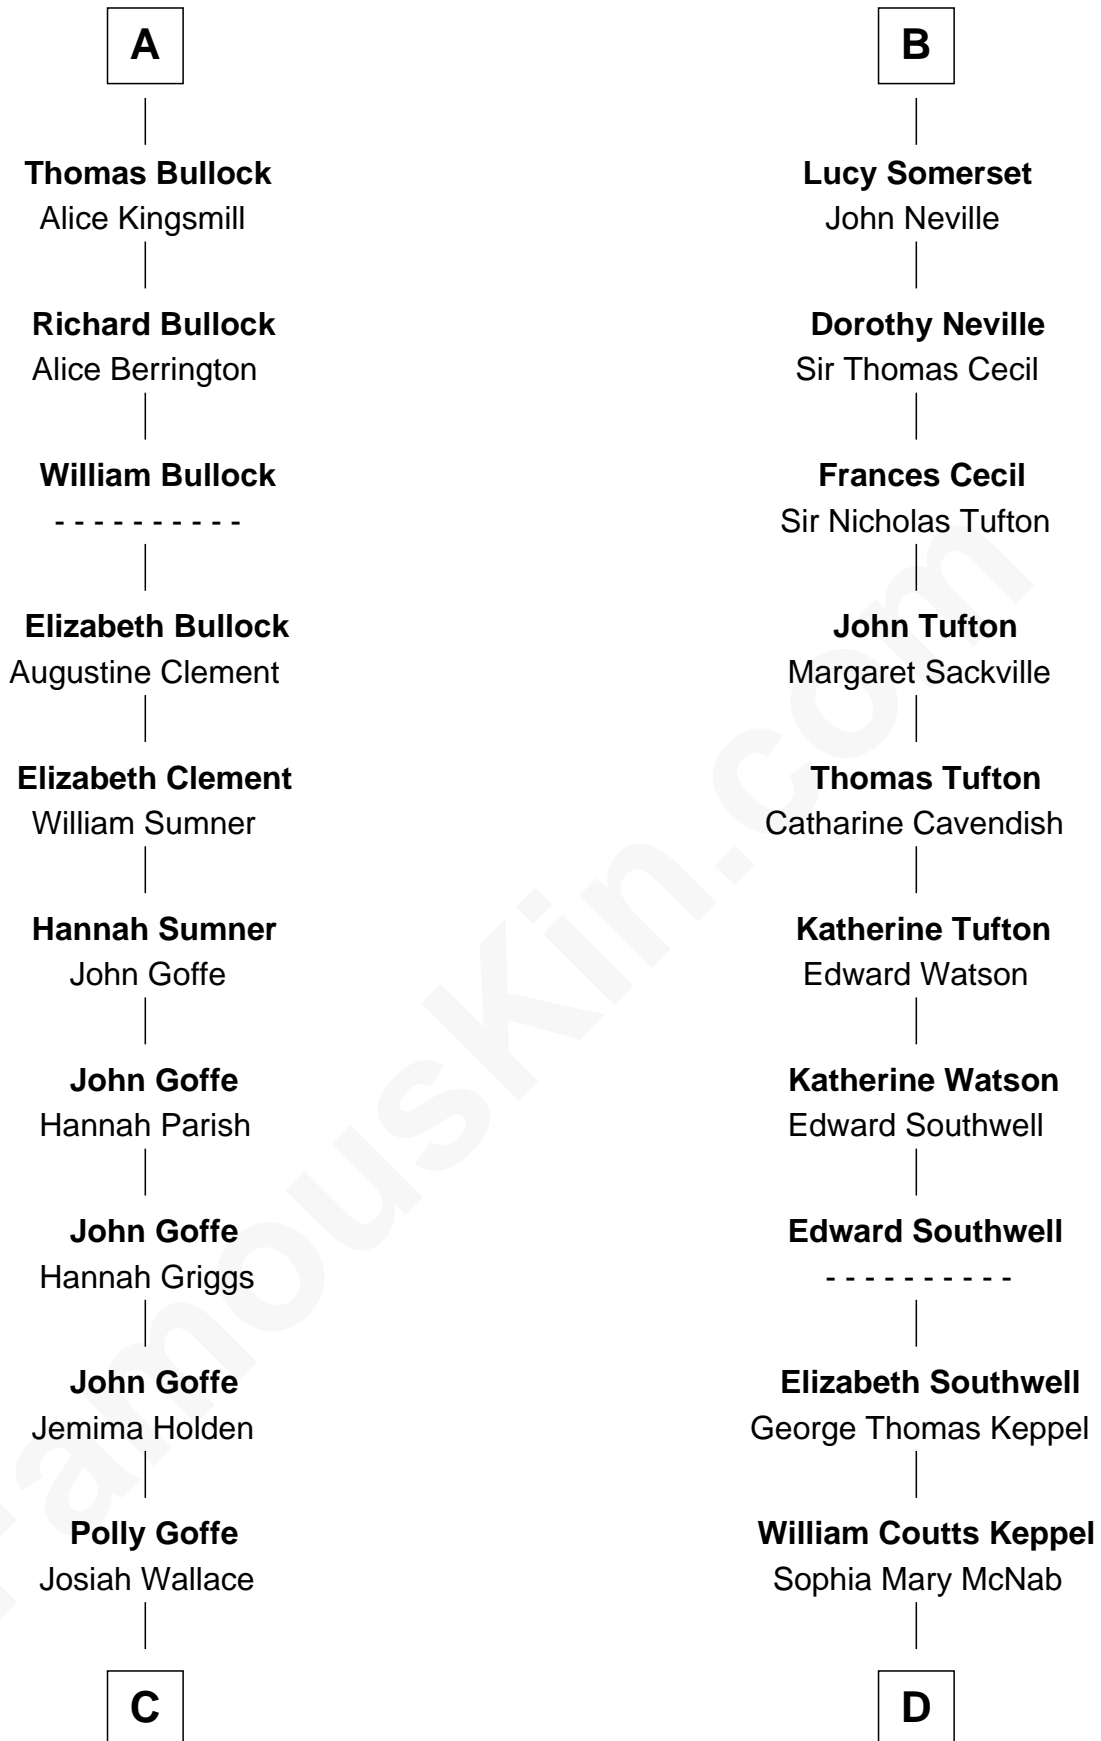 A
Thomas Bullock
Alice Kingsmill
Richard Bullock
Alice Berrington
William Bullock
- - - - - - - - - -
Elizabeth Bullock
Augustine Clement
Elizabeth Clement
William Sumner
Hannah Sumner
John Goffe
John Goffe
Hannah Parish
John Goffe
Hannah Griggs
John Goffe
Jemima Holden
Polly Goffe
Josiah Wallace
C
B
Lucy Somerset
John Neville
Dorothy Neville
Sir Thomas Cecil
Frances Cecil
Sir Nicholas Tufton
John Tufton
Margaret Sackville
Thomas Tufton
Catharine Cavendish
Katherine Tufton
Edward Watson
Katherine Watson
Edward Southwell
Edward Southwell
- - - - - - - - - -
Elizabeth Southwell
George Thomas Keppel
William Coutts Keppel
Sophia Mary McNab
D
FamousKin.com